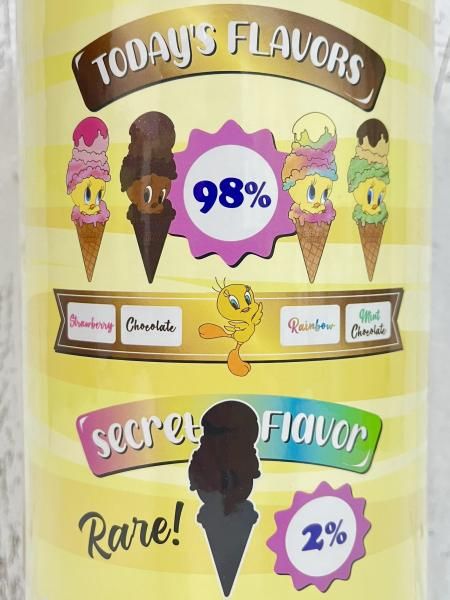 TODAY'S FLAVORS
98%
Strawberry
Chocolate
Rainbow
Mint
Chocolate
secret Flavor
Rare!
2%